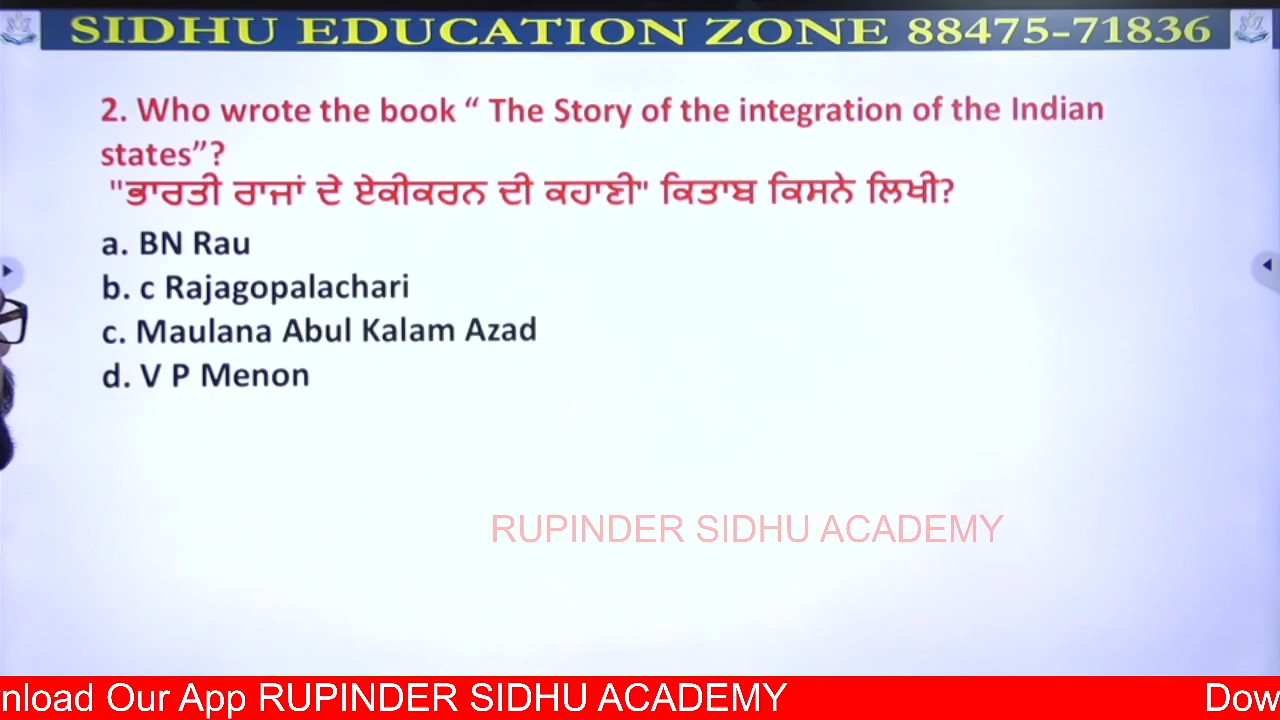 SIDHU EDUCATION ZONE 88475-71836
2. Who wrote the book “ The Story of the integration of the Indian
states”?
"ਭਾਰਤੀ ਰਾਜਾਂ ਦੇ ਏਕੀਕਰਨ ਦੀ ਕਹਾਣੀ" ਕਿਤਾਬ ਕਿਸਨੇ ਲਿਖੀ?
a. BN Rau
b. c Rajagopalachari
c. Maulana Abul Kalam Azad
d. V P Menon
RUPINDER SIDHU ACADEMY
nload Our App RUPINDER SIDHU ACADEMY Dow